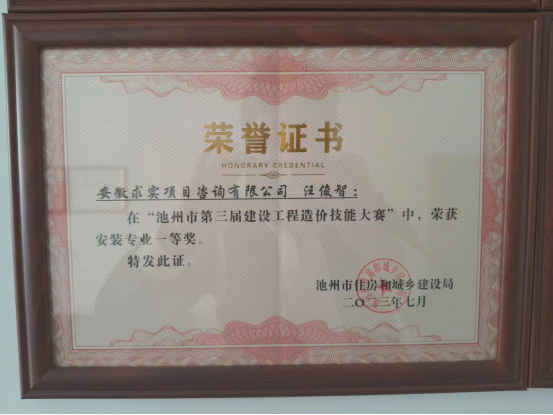 荣誉证书
HONORARY CREDENTIAL
安徽求实项目咨询有限公司 汪俊智：
在“池州市第三届建设工程造价技能大赛”中，荣获
安装专业一等奖。
特发此证。
池州市住房和城乡建设局
二〇二三年七月